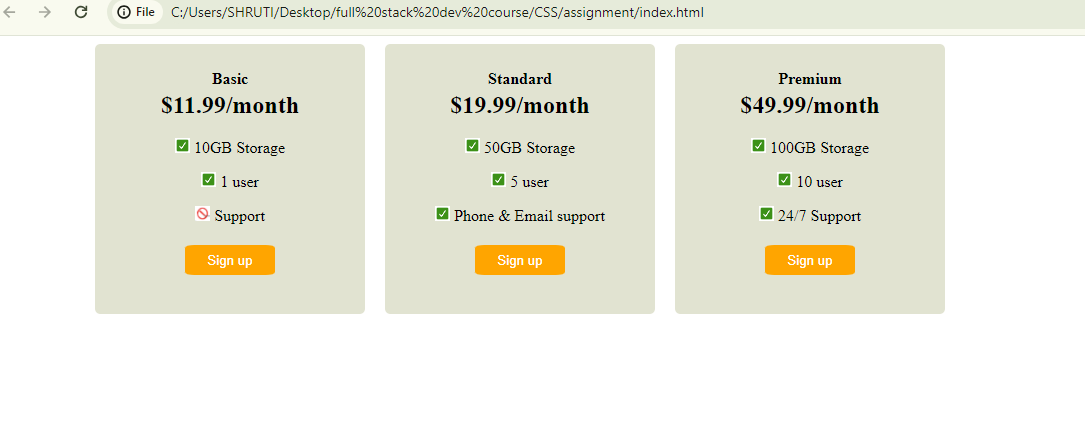 File C:/Users/SHRUTI/Desktop/full%20stack%20dev%20course/CSS/assignment/index.html
Basic
$11.99/month
✅ 10GB Storage
✅ 1 user
🚫 Support
Sign up
Standard
$19.99/month
✅ 50GB Storage
✅ 5 user
✅ Phone & Email support
Sign up
Premium
$49.99/month
✅ 100GB Storage
✅ 10 user
✅ 24/7 Support
Sign up